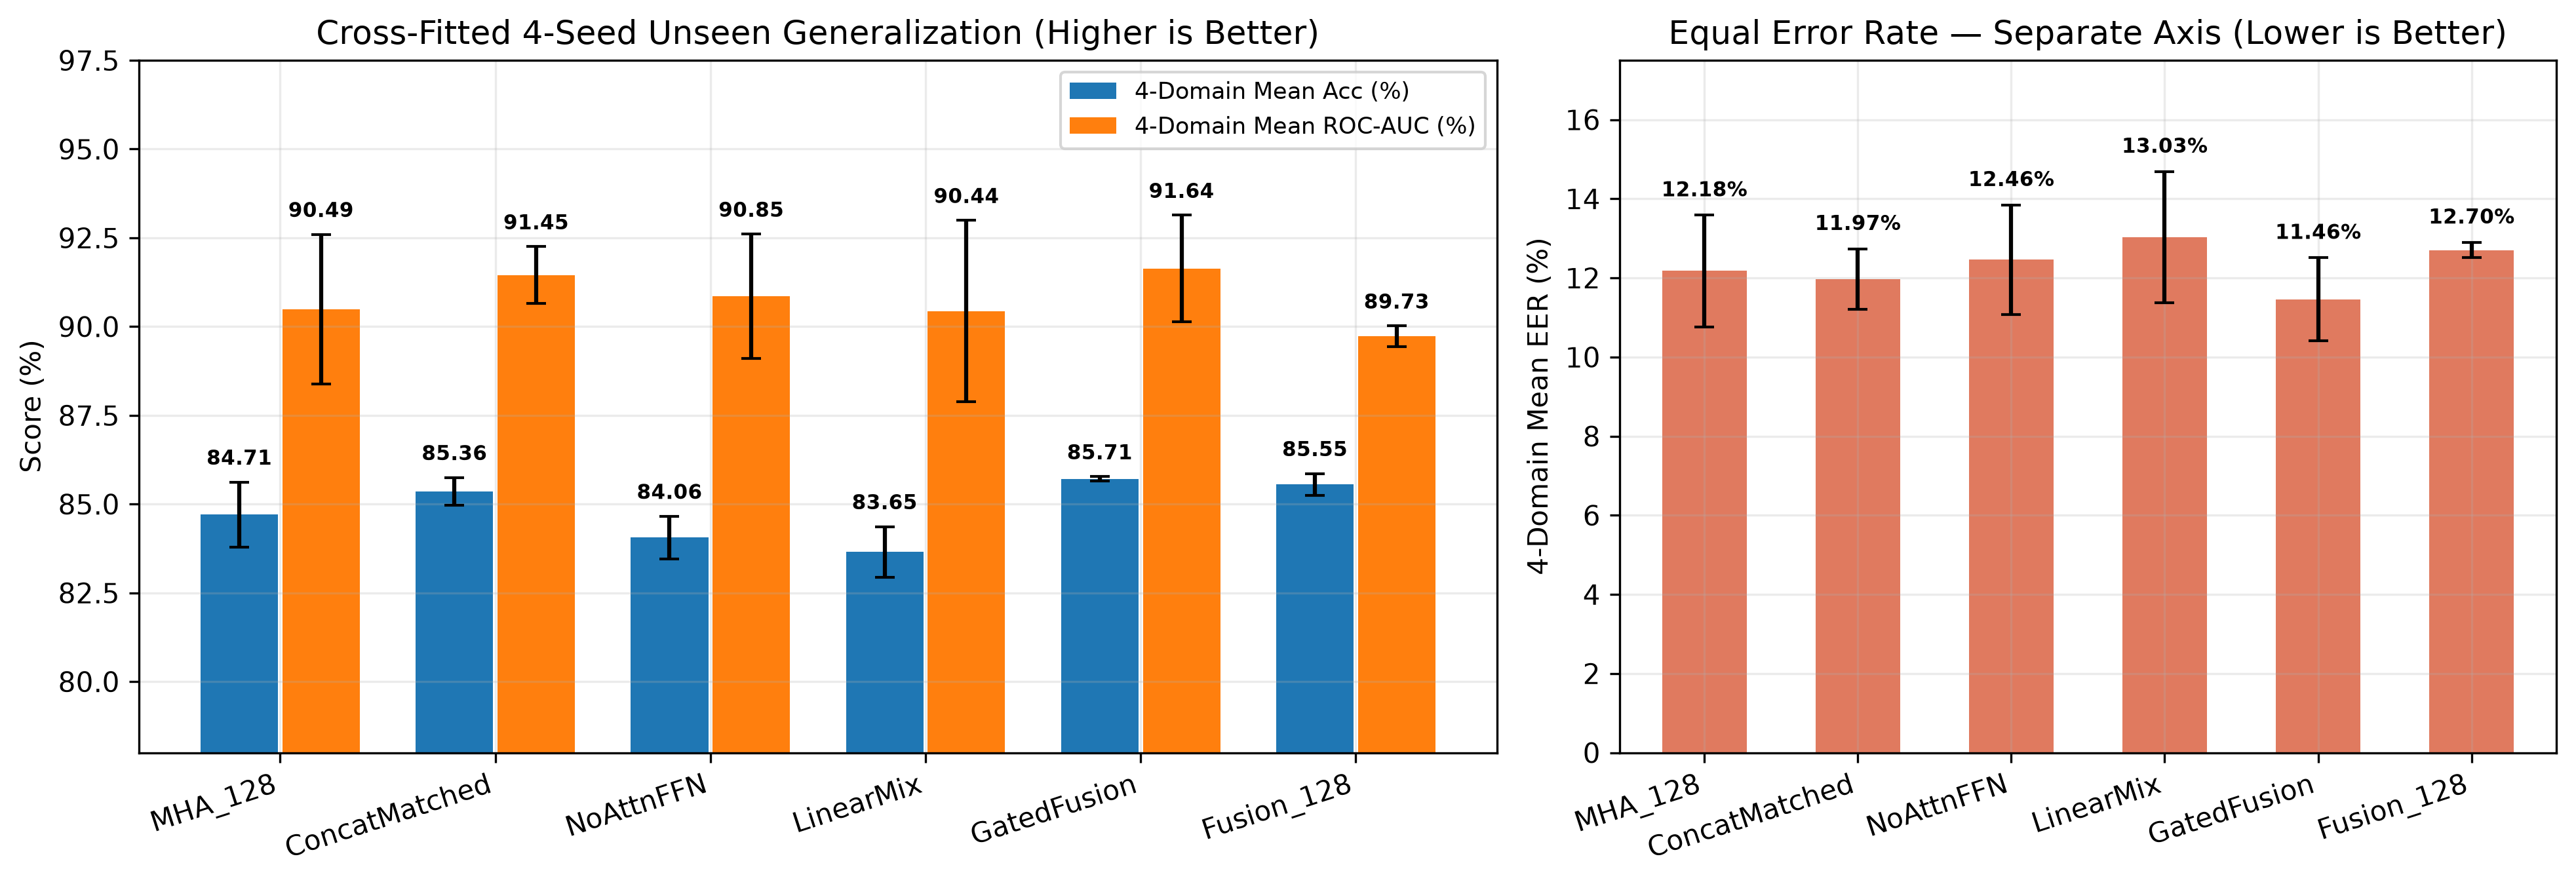 Cross-Fitted 4-Seed Unseen Generalization (Higher is Better)
Score (%)
97.5
95.0
92.5
90.0
87.5
85.0
82.5
80.0
4-Domain Mean Acc (%)
4-Domain Mean ROC-AUC (%)
84.71
90.49
85.36
91.45
84.06
90.85
83.65
90.44
85.71
91.64
85.55
89.73
MHA_128
ConcatMatched
NoAttnFFN
LinearMix
GatedFusion
Fusion_128
Equal Error Rate — Separate Axis (Lower is Better)
4-Domain Mean EER (%)
16
14
12
10
8
6
4
2
0
12.18%
11.97%
12.46%
13.03%
11.46%
12.70%
MHA_128
ConcatMatched
NoAttnFFN
LinearMix
GatedFusion
Fusion_128